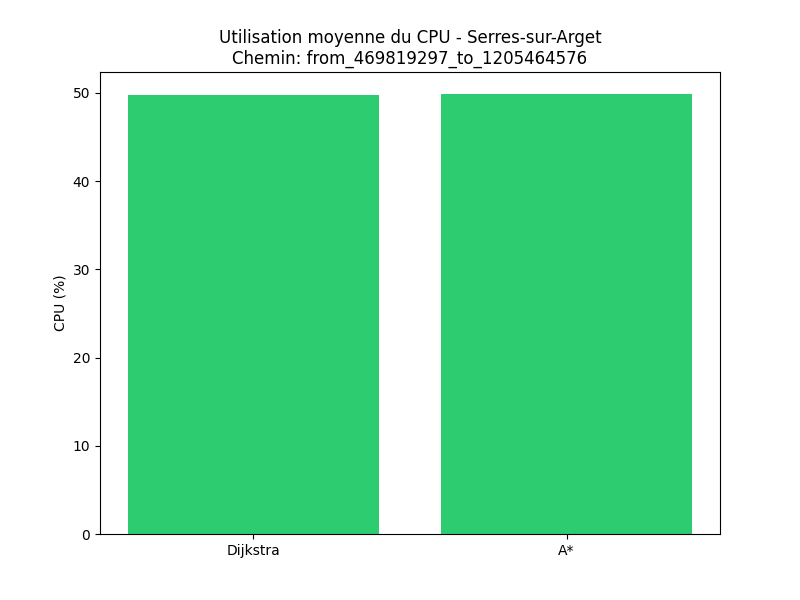 Utilisation moyenne du CPU - Serres-sur-Arget
Chemin: from_469819297_to_1205464576
CPU (%)
50
40
30
20
10
0
Dijkstra
A*